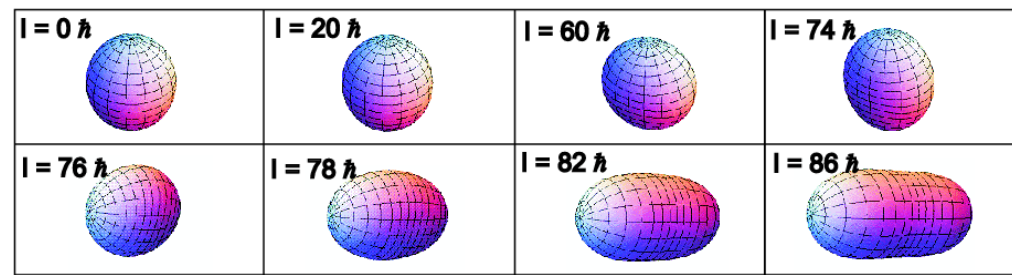 I = 0 ħ
I = 20 ħ
I = 60 ħ
I = 74 ħ
I = 76 ħ
I = 78 ħ
I = 82 ħ
I = 86 ħ